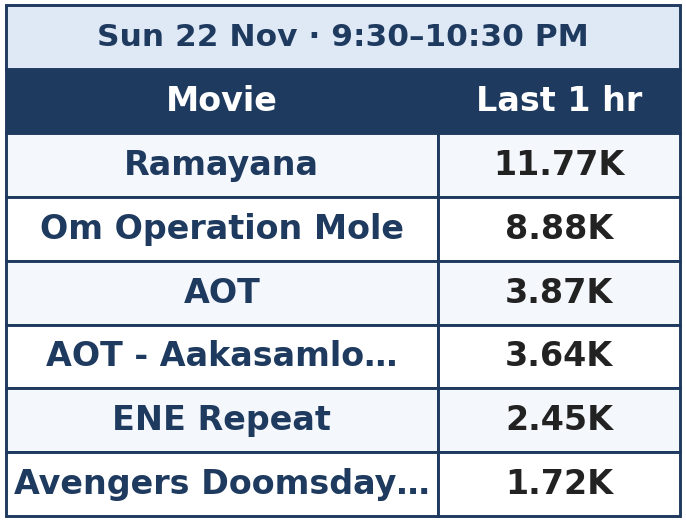 Sun 22 Nov · 9:30–10:30 PM
Movie Last 1 hr
Ramayana 11.77K
Om Operation Mole 8.88K
AOT 3.87K
AOT - Aakasamlo... 3.64K
ENE Repeat 2.45K
Avengers Doomsday... 1.72K